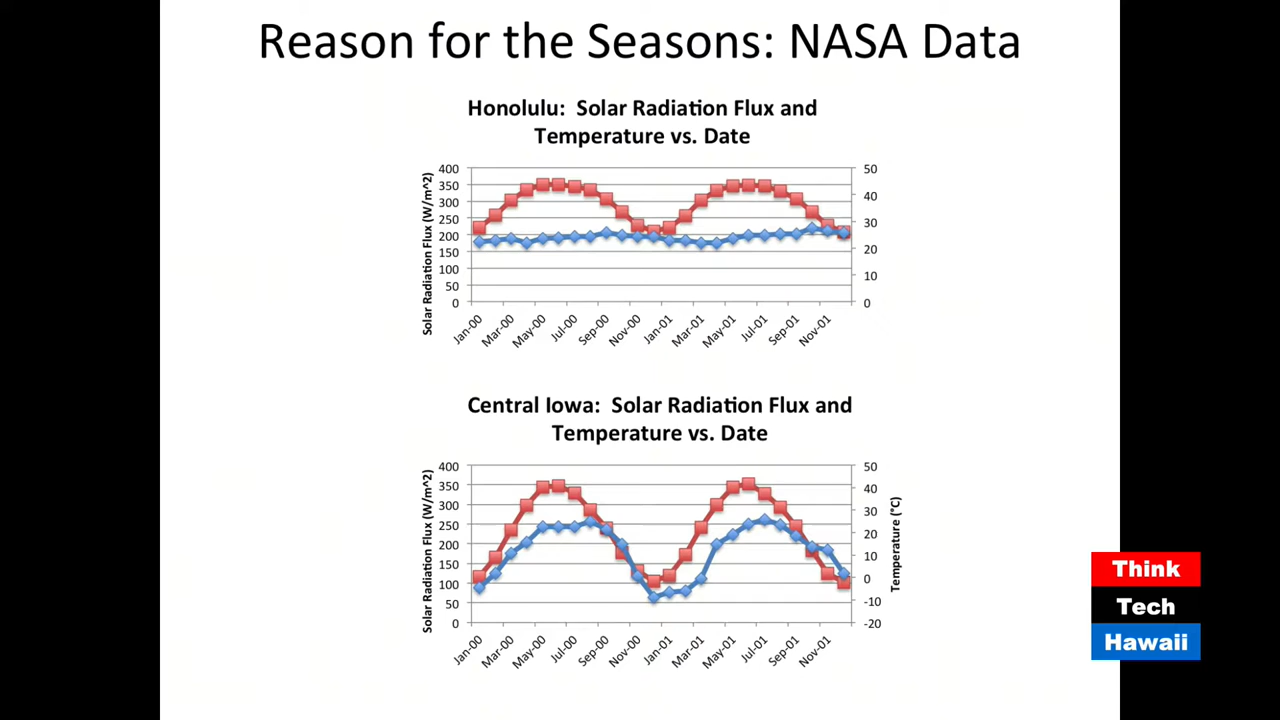 Reason for the Seasons: NASA Data
Honolulu: Solar Radiation Flux and
Temperature vs. Date
Solar Radiation Flux (W/m^2)
400
350
300
250
200
150
100
50
0
50
40
30
20
10
0
Jan-00
Mar-00
May-00
Jul-00
Sep-00
Nov-00
Jan-01
Mar-01
May-01
Jul-01
Sep-01
Nov-01
Central Iowa: Solar Radiation Flux and
Temperature vs. Date
Solar Radiation Flux (W/m^2)
400
350
300
250
200
150
100
50
0
50
40
30
20
10
0
-10
-20
Temperature (°C)
Jan-00
Mar-00
May-00
Jul-00
Sep-00
Nov-00
Jan-01
Mar-01
May-01
Jul-01
Sep-01
Nov-01
Think
Tech
Hawaii